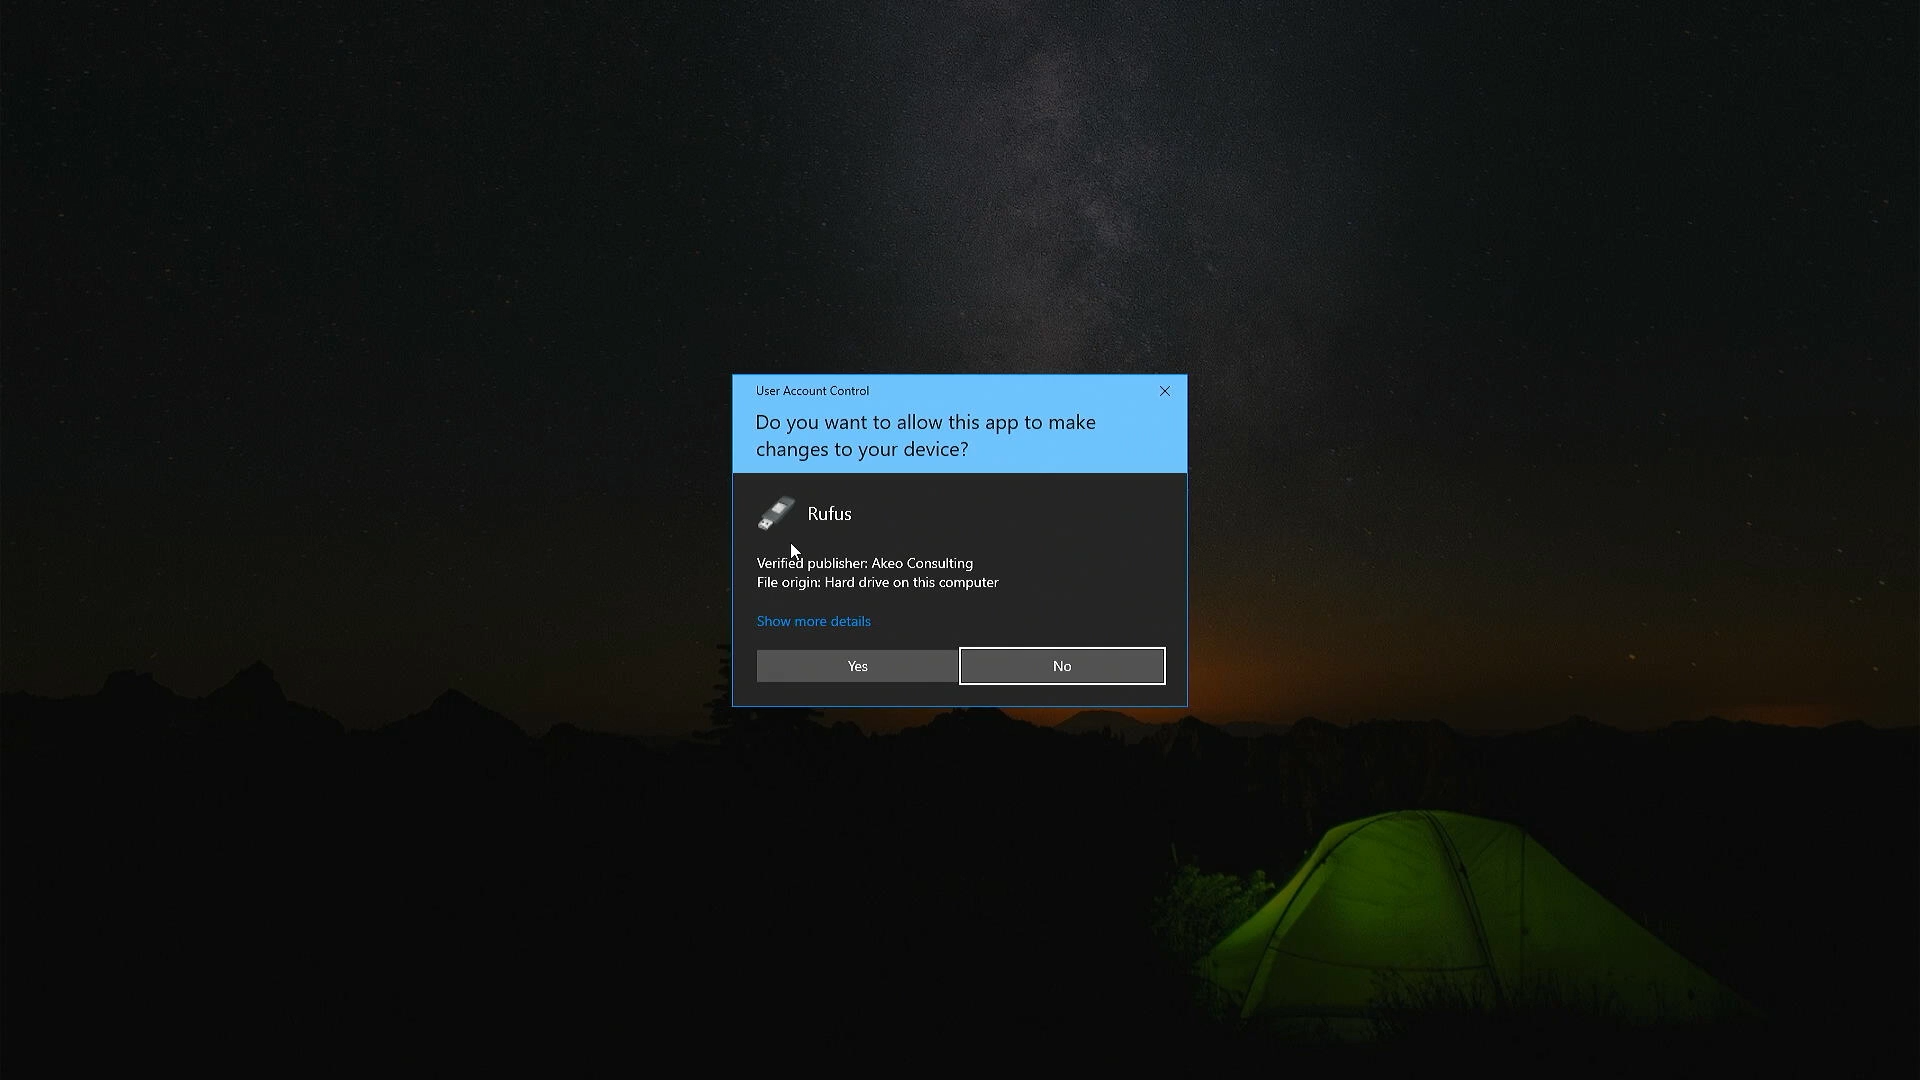 User Account Control
Do you want to allow this app to make
changes to your device?
Rufus
Verified publisher: Akeo Consulting
File origin: Hard drive on this computer
Show more details
Yes No